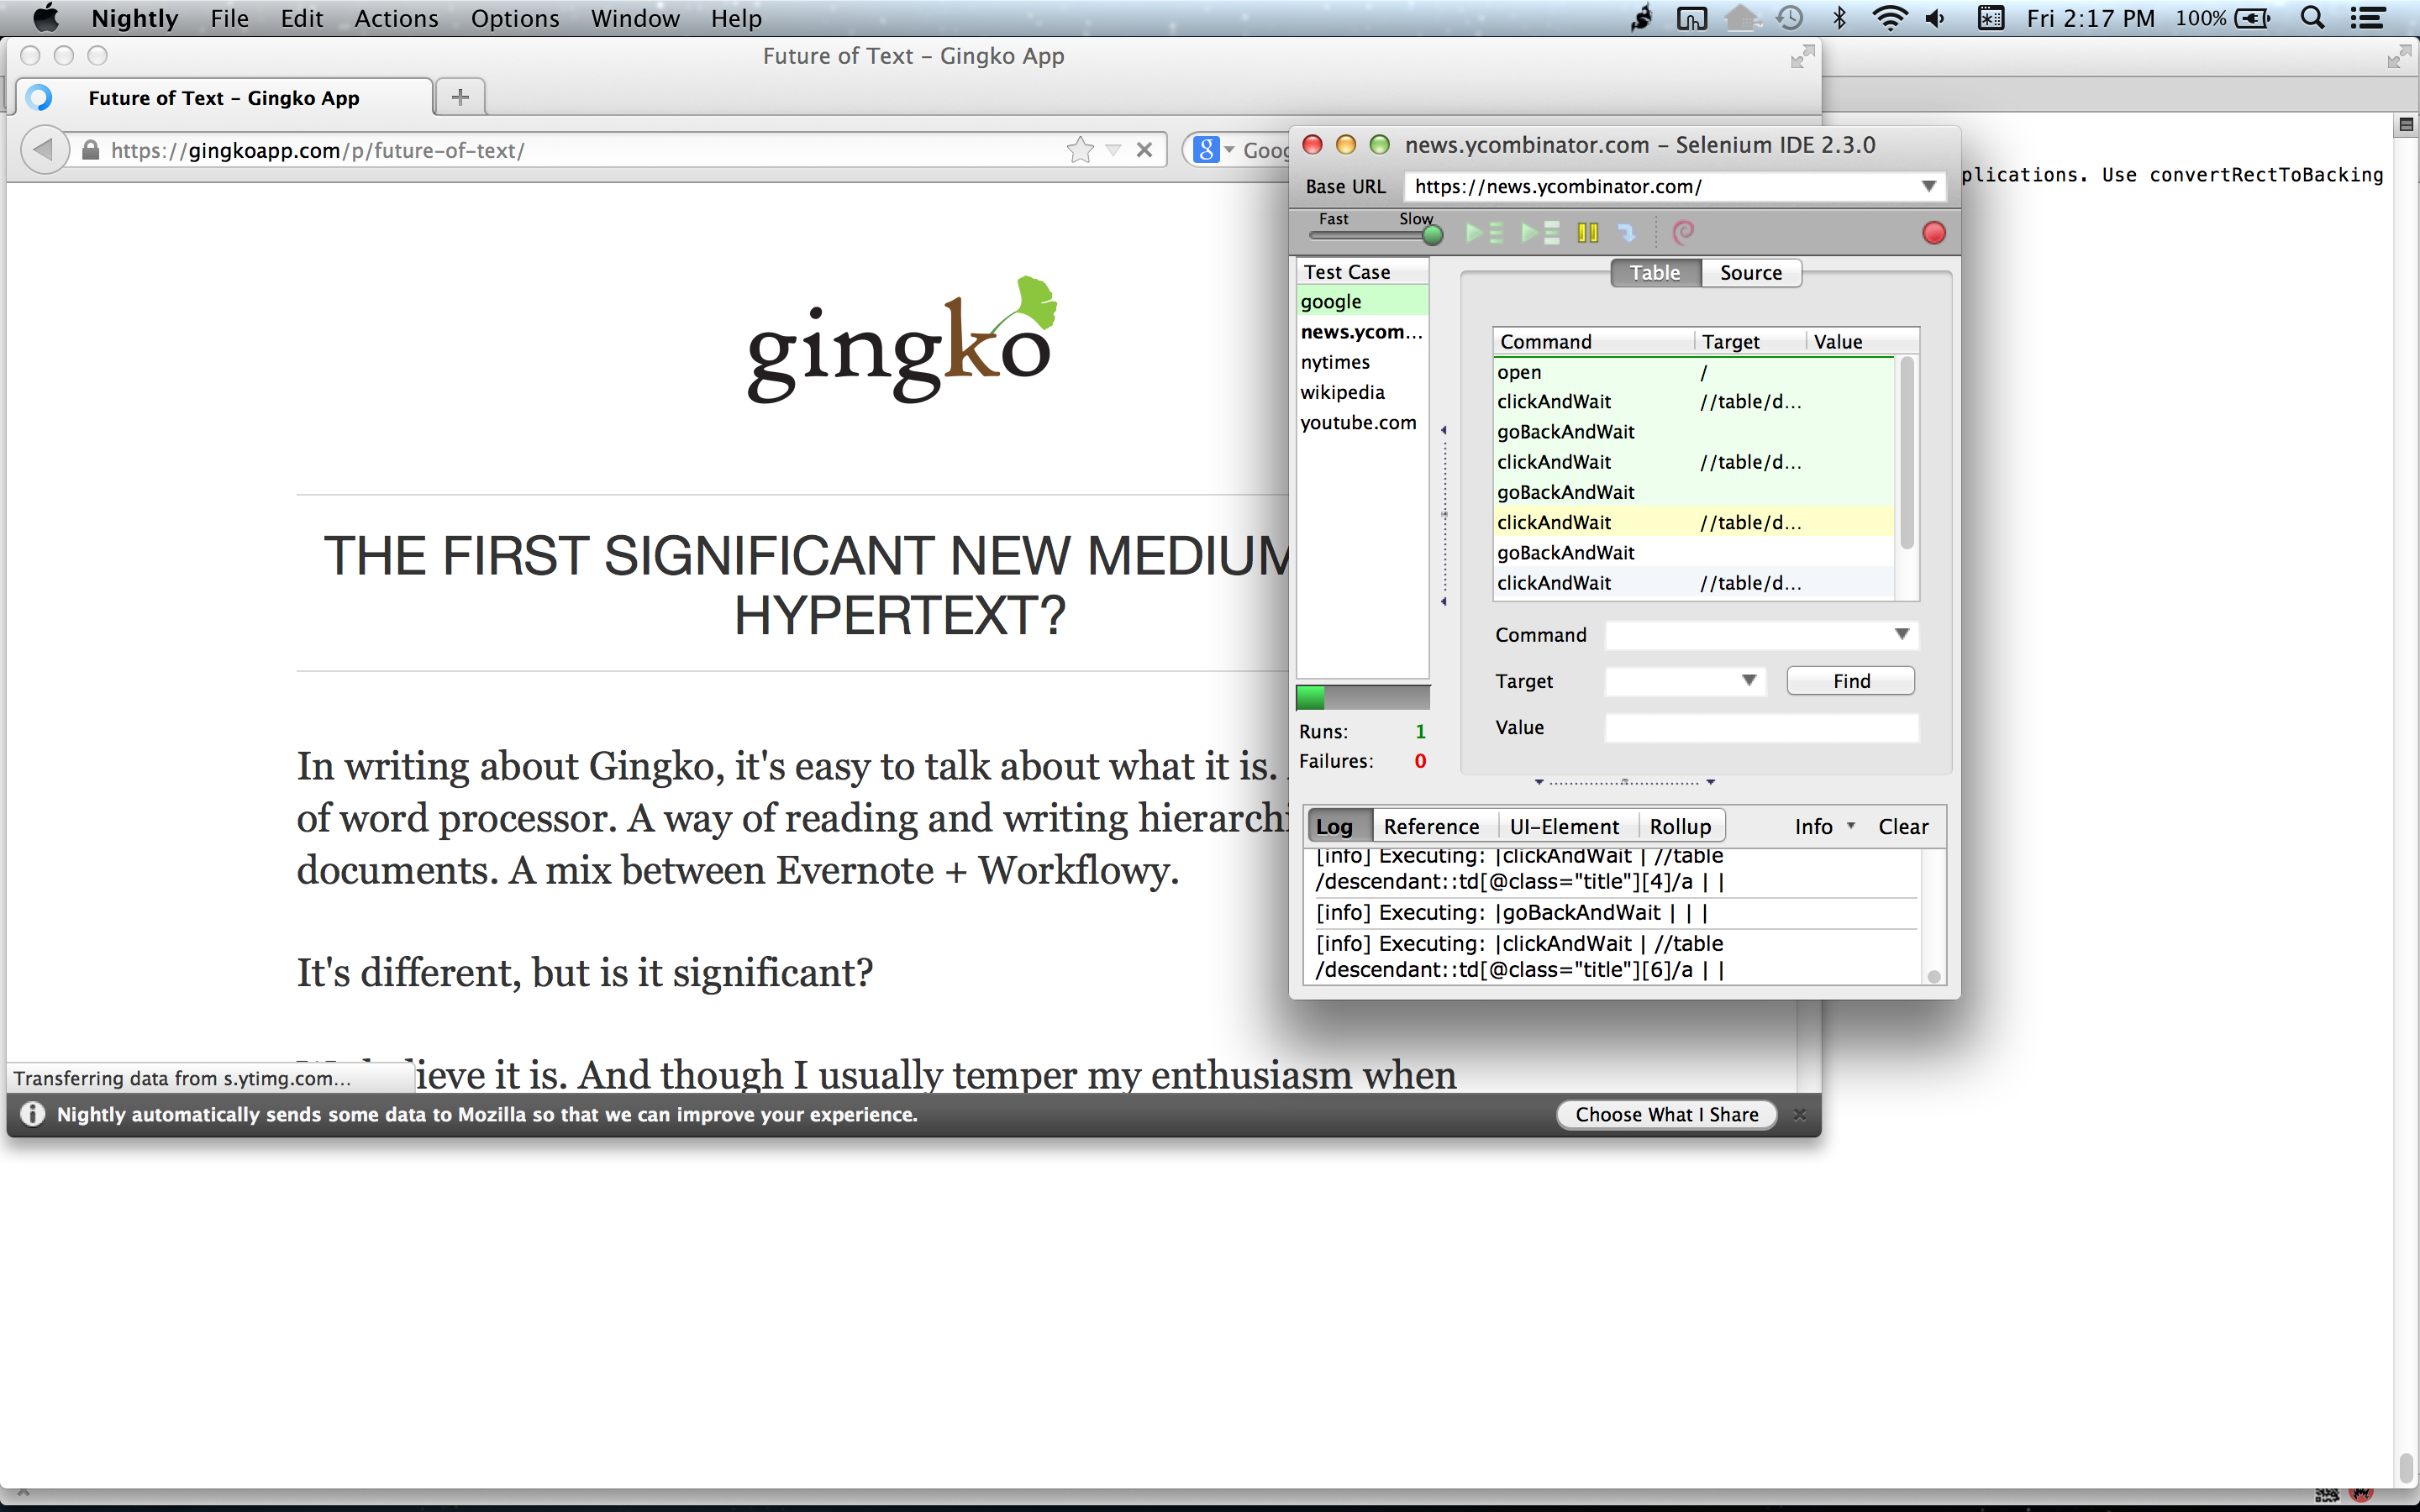 Nightly File Edit Actions Options Window Help Fri 2:17 PM 100%
Future of Text – Gingko App
Future of Text – Gingko App
https://gingkoapp.com/p/future-of-text/
Goog
gingko
THE FIRST SIGNIFICANT NEW MEDIUM
HYPERTEXT?
In writing about Gingko, it's easy to talk about what it is.
of word processor. A way of reading and writing hierarchi
documents. A mix between Evernote + Workflowy.
It's different, but is it significant?
ieve it is. And though I usually temper my enthusiasm when
Transferring data from s.ytimg.com...
Nightly automatically sends some data to Mozilla so that we can improve your experience.
Choose What I Share
news.ycombinator.com – Selenium IDE 2.3.0
Base URL https://news.ycombinator.com/
Fast Slow
Test Case
google
news.ycom...
nytimes
wikipedia
youtube.com
Runs: 1
Failures: 0
Table Source
Command Target Value
open /
clickAndWait //table/d...
goBackAndWait
clickAndWait //table/d...
goBackAndWait
clickAndWait //table/d...
goBackAndWait
clickAndWait //table/d...
Command
Target Find
Value
Log Reference UI-Element Rollup Info Clear
[info] Executing: |clickAndWait | //table
/descendant::td[@class="title"][4]/a | |
[info] Executing: |goBackAndWait | | |
[info] Executing: |clickAndWait | //table
/descendant::td[@class="title"][6]/a | |
plications. Use convertRectToBacking